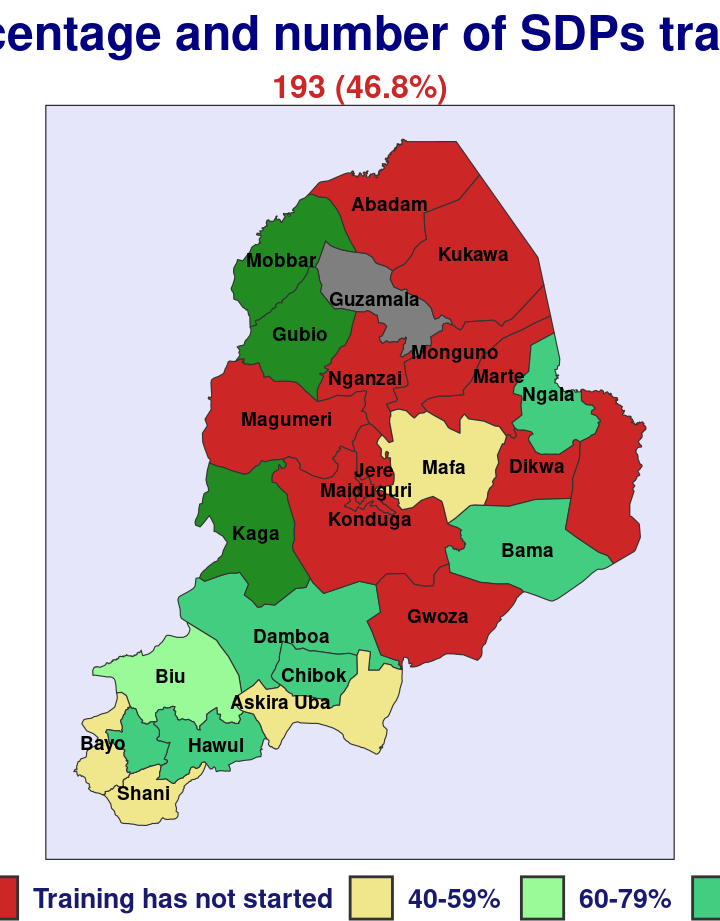 centage and number of SDPs tra
193 (46.8%)
Abadam
Kukawa
Mobbar
Guzamala
Gubio
Monguno
Nganzai
Marte
Ngala
Magumeri
Jere
Mafa
Dikwa
Maiduguri
Konduga
Kaga
Bama
Gwoza
Damboa
Biu
Chibok
Askira Uba
Bayo
Hawul
Shani
Training has not started 40-59% 60-79%